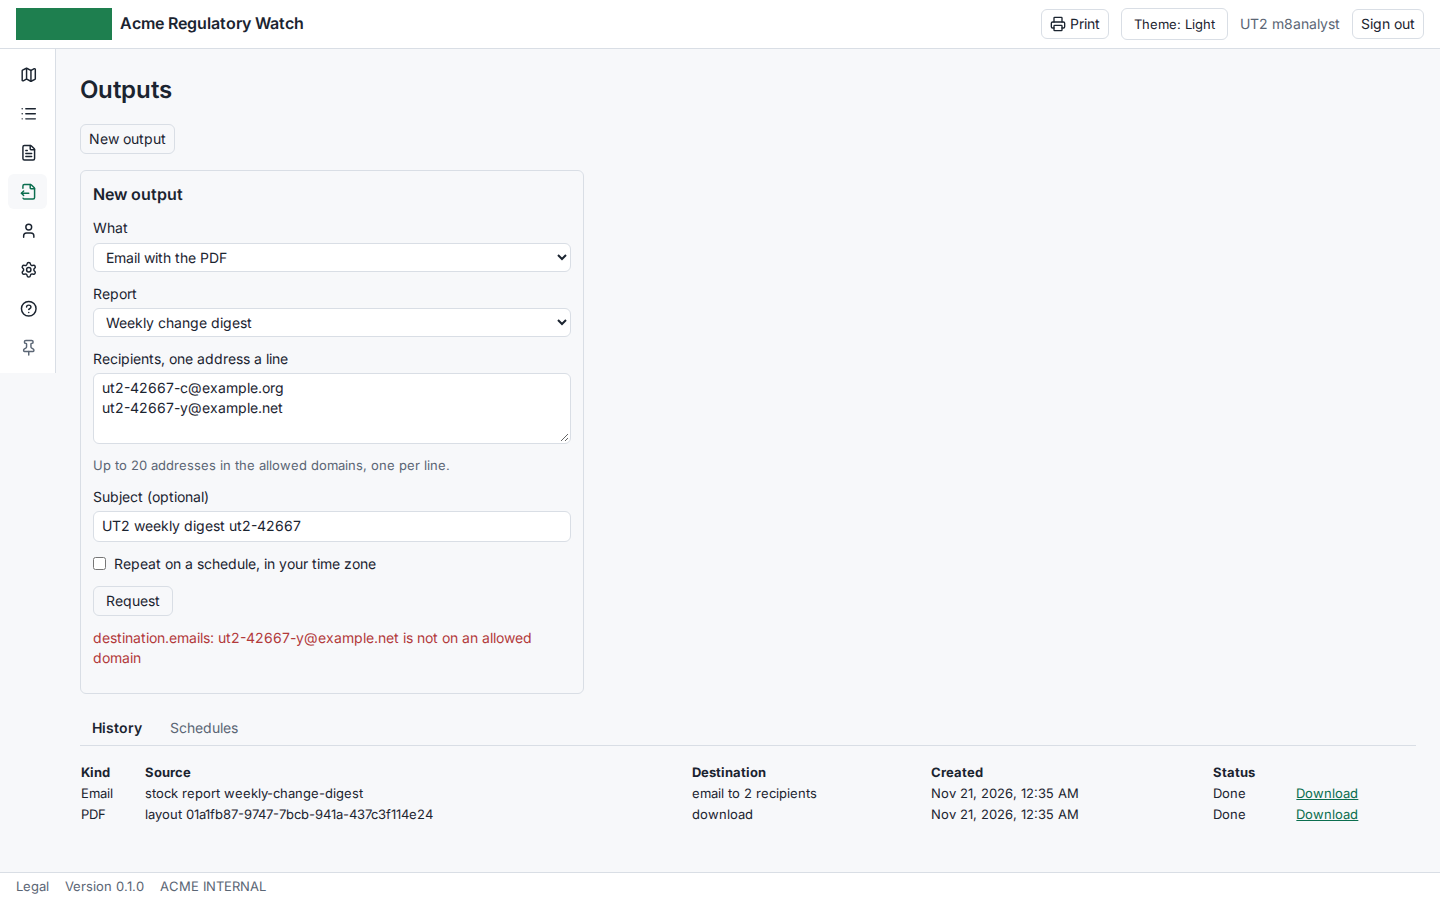 Acme Regulatory Watch
Print
Theme: Light
UT2 m8analyst
Sign out
Outputs
New output
New output
What
Email with the PDF
Report
Weekly change digest
Recipients, one address a line
ut2-42667-c@example.org
ut2-42667-y@example.net
Up to 20 addresses in the allowed domains, one per line.
Subject (optional)
UT2 weekly digest ut2-42667
Repeat on a schedule, in your time zone
Request
destination.emails: ut2-42667-y@example.net is not on an allowed
domain
History Schedules
Kind Source Destination Created Status
Email stock report weekly-change-digest email to 2 recipients Nov 21, 2026, 12:35 AM Done Download
PDF layout 01a1fb87-9747-7bcb-941a-437c3f114e24 download Nov 21, 2026, 12:35 AM Done Download
Legal Version 0.1.0 ACME INTERNAL